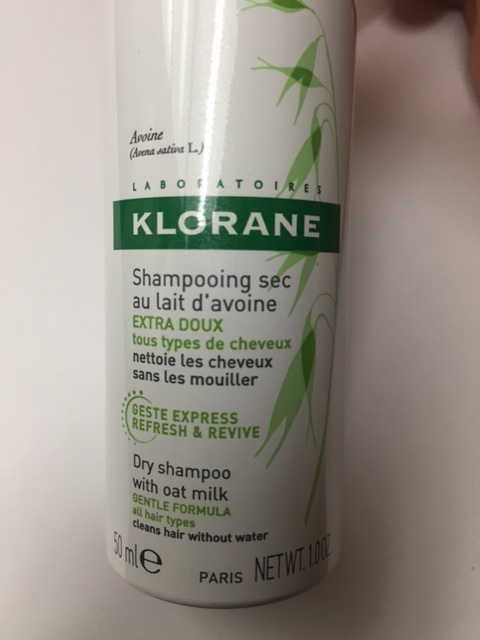 Avoine
(Avena sativa L.)
LABORATOIRES
KLORANE
Shampooing sec
au lait d'avoine
EXTRA DOUX
tous types de cheveux
nettoie les cheveux
sans les mouiller
GESTE EXPRESS
REFRESH & REVIVE
Dry shampoo
with oat milk
GENTLE FORMULA
all hair types
cleans hair without water
50 ml e
PARIS NETWT. 1.0 OZ